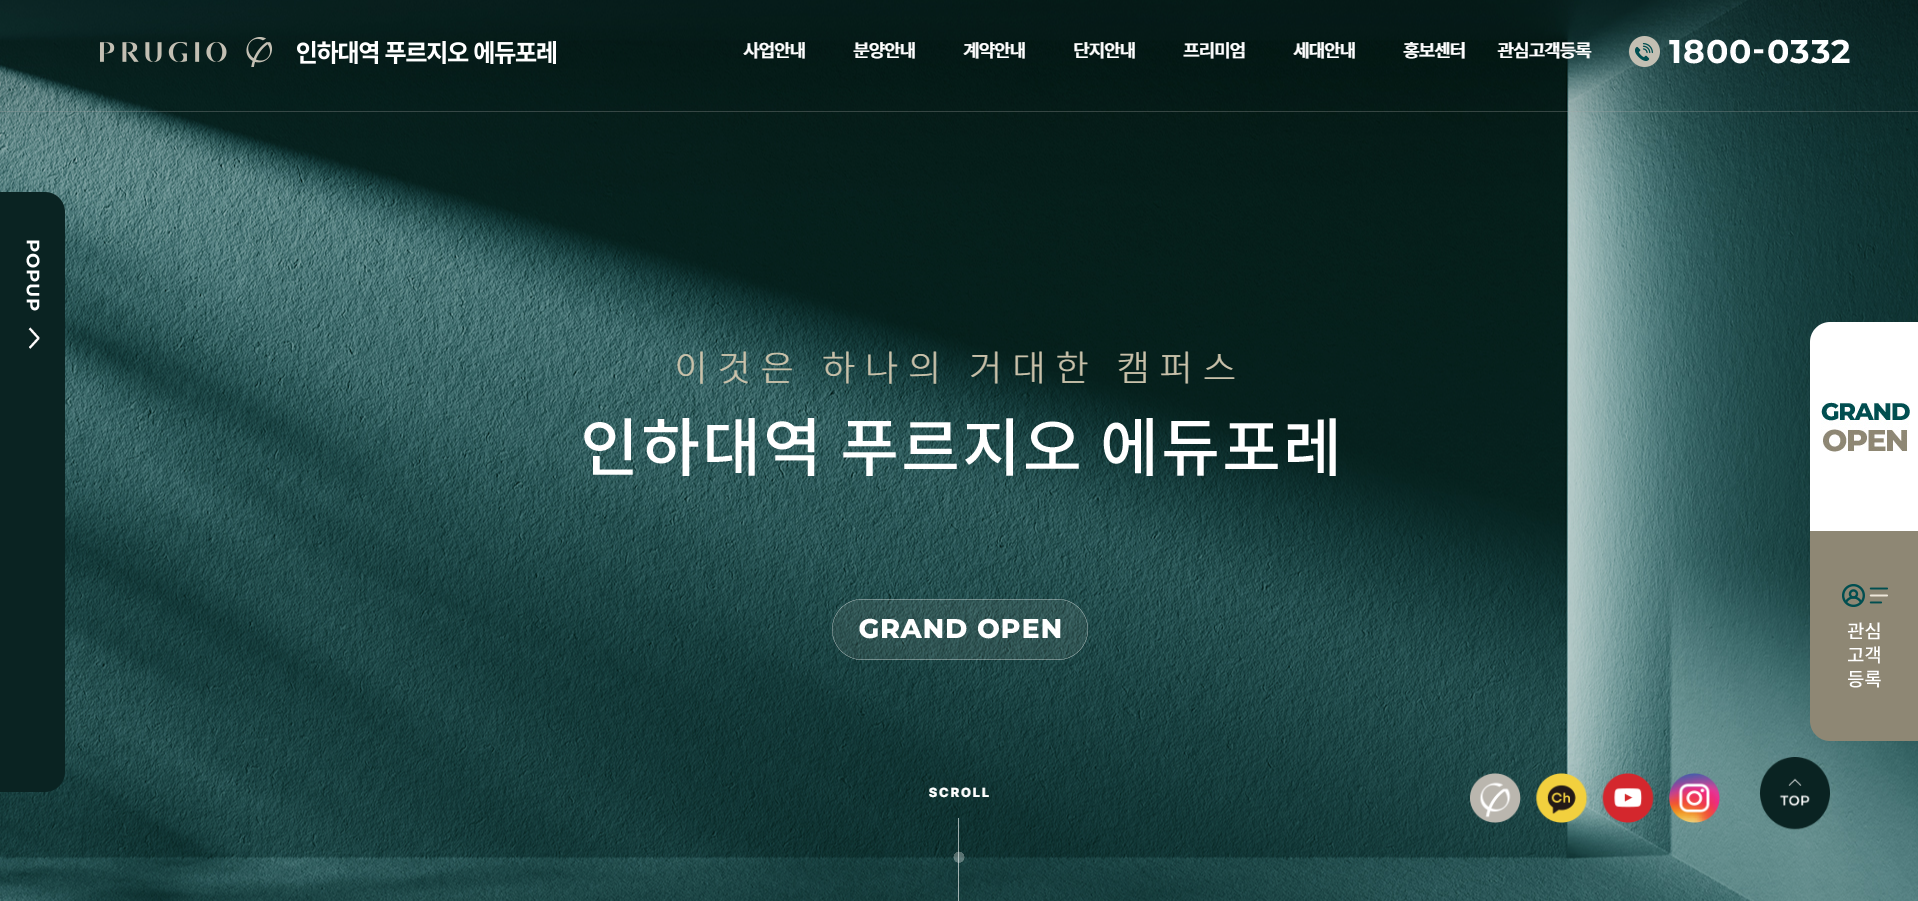 PRUGIO 인하대역 푸르지오 에듀포레
사업안내 분양안내 계약안내 단지안내 프리미엄 세대안내 홍보센터 관심고객등록 1800-0332
POPUP
이것은 하나의 거대한 캠퍼스
인하대역 푸르지오 에듀포레
GRAND OPEN
GRAND
OPEN
관심
고객
등록
SCROLL
Ch
TOP